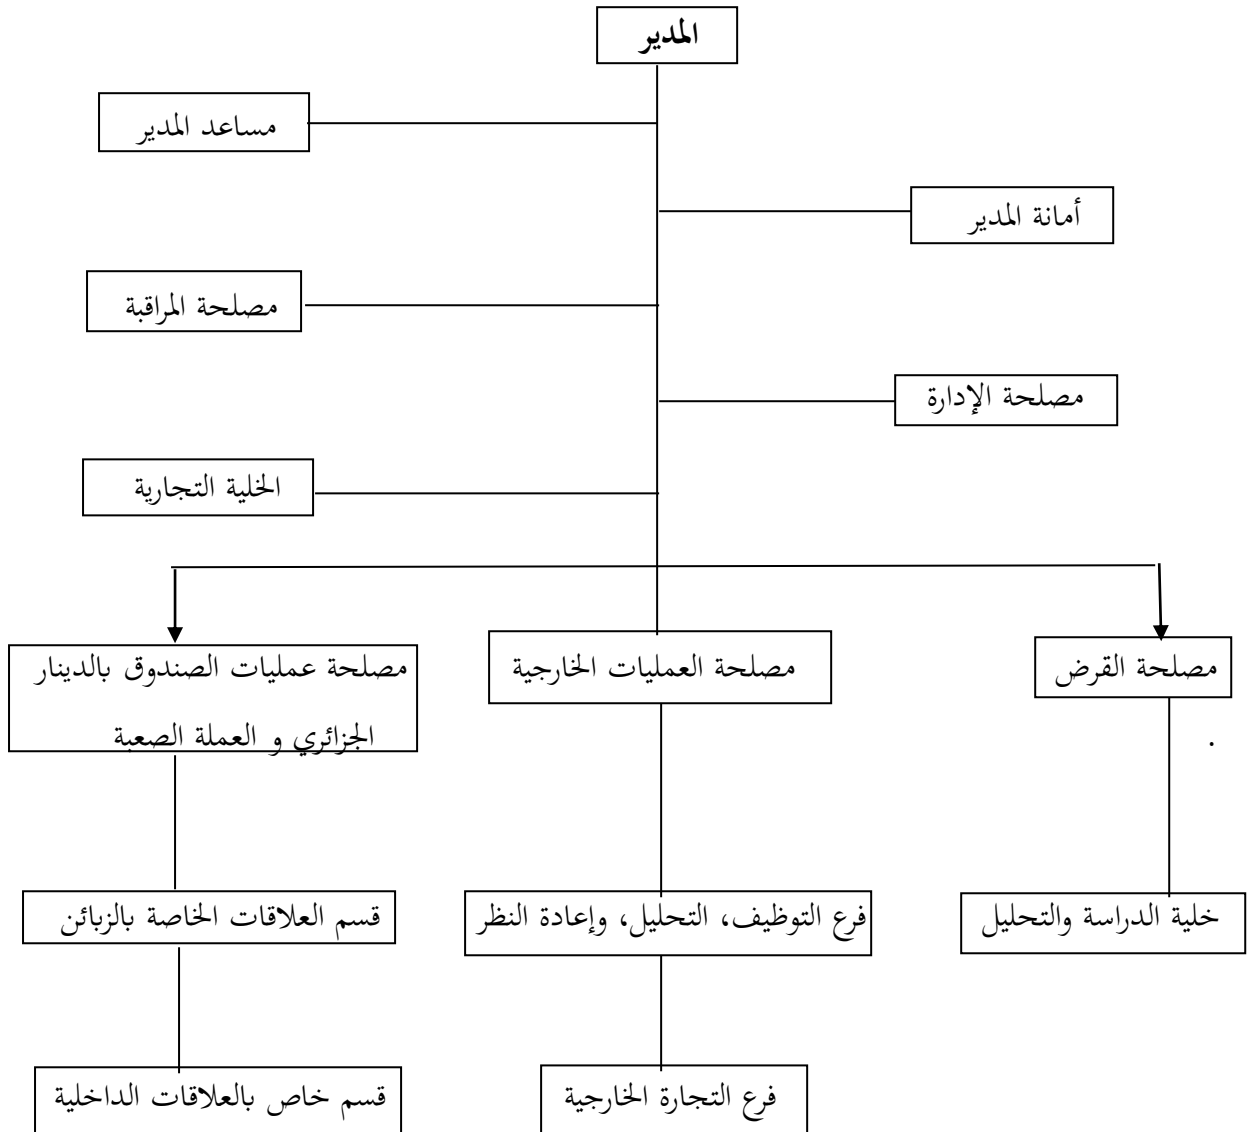 المدير
مساعد المدير
أمانة المدير
مصلحة المراقبة
مصلحة الإدارة
الخلية التجارية
مصلحة القرض
.
مصلحة العمليات الخارجية
مصلحة عمليات الصندوق بالدينار
الجزائري و العملة الصعبة
خلية الدراسة والتحليل
فرع التوظيف، التحليل، وإعادة النظر
قسم العلاقات الخاصة بالزبائن
فرع التجارة الخارجية
قسم خاص بالعلاقات الداخلية